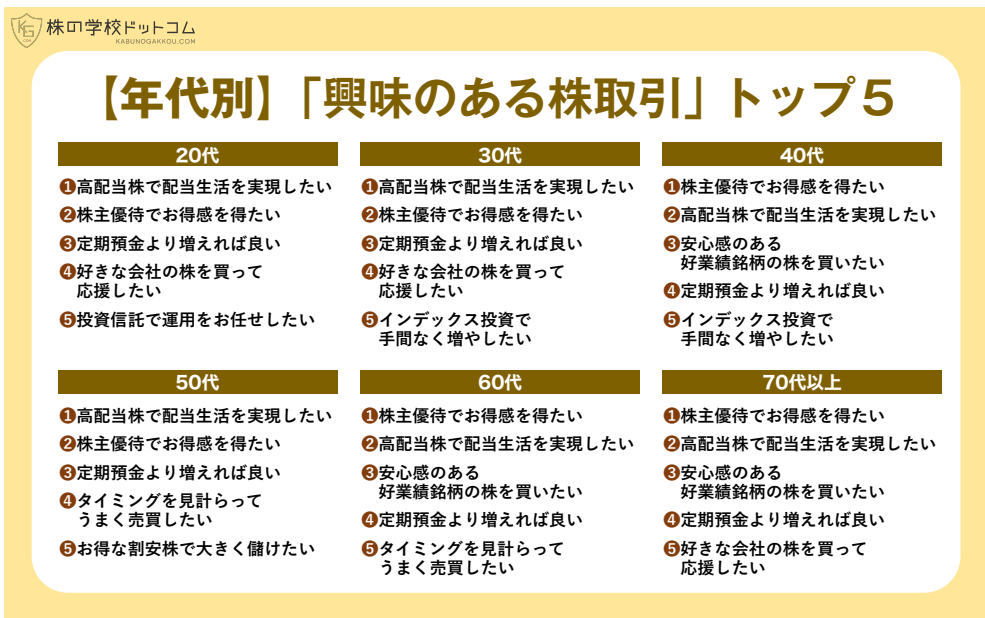 株の学校ドットコム
KABUNOGAKKOU.COM
KG
.COM
【年代別】「興味のある株取引」トップ５
20代
❶高配当株で配当生活を実現したい
❷株主優待でお得感を得たい
❸定期預金より増えれば良い
❹好きな会社の株を買って
応援したい
❺投資信託で運用をお任せしたい
30代
❶高配当株で配当生活を実現したい
❷株主優待でお得感を得たい
❸定期預金より増えれば良い
❹好きな会社の株を買って
応援したい
❺インデックス投資で
手間なく増やしたい
40代
❶株主優待でお得感を得たい
❷高配当株で配当生活を実現したい
❸安心感のある
好業績銘柄の株を買いたい
❹定期預金より増えれば良い
❺インデックス投資で
手間なく増やしたい
50代
❶高配当株で配当生活を実現したい
❷株主優待でお得感を得たい
❸定期預金より増えれば良い
❹タイミングを見計らって
うまく売買したい
❺お得な割安株で大きく儲けたい
60代
❶株主優待でお得感を得たい
❷高配当株で配当生活を実現したい
❸安心感のある
好業績銘柄の株を買いたい
❹定期預金より増えれば良い
❺タイミングを見計らって
うまく売買したい
70代以上
❶株主優待でお得感を得たい
❷高配当株で配当生活を実現したい
❸安心感のある
好業績銘柄の株を買いたい
❹定期預金より増えれば良い
❺好きな会社の株を買って
応援したい